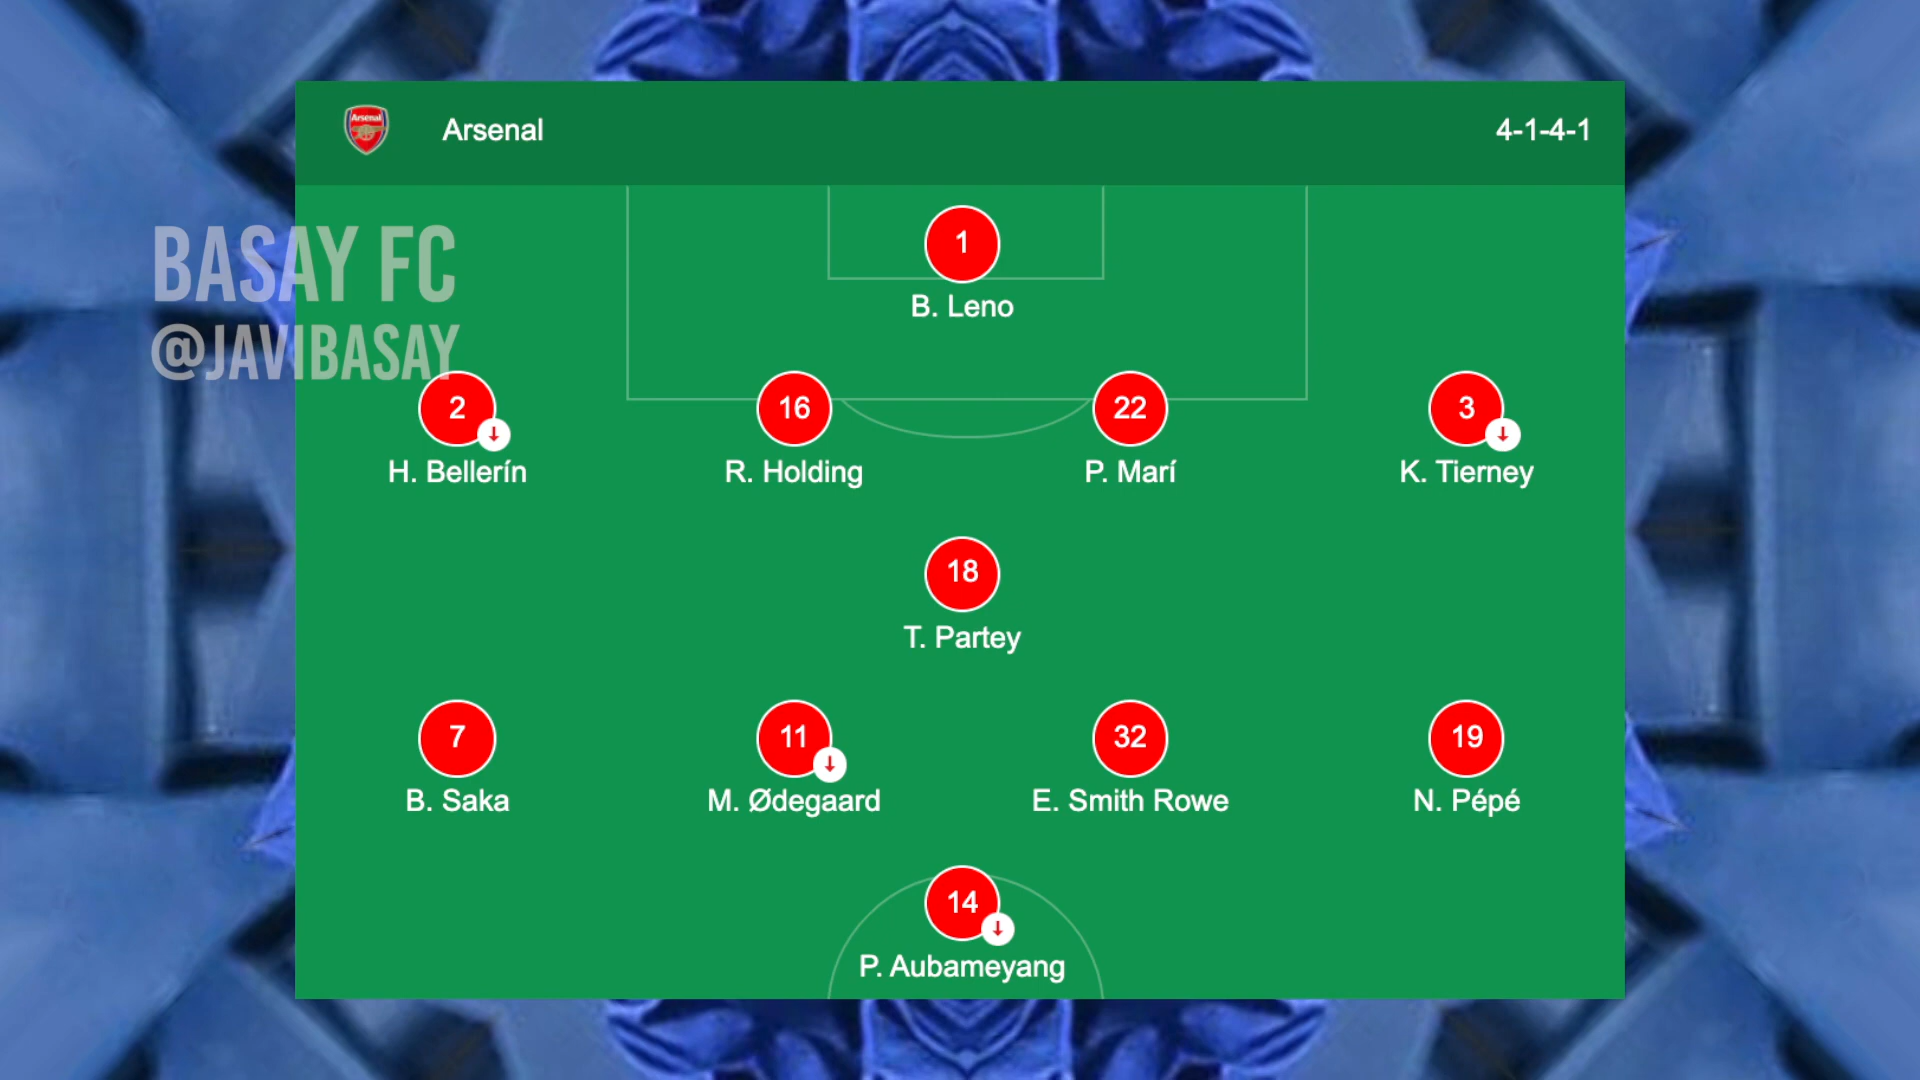 Arsenal
Arsenal
4-1-4-1
BASAY FC
@JAVIBASAY
1
B. Leno
2
16
22
3
H. Bellerín
R. Holding
P. Marí
K. Tierney
18
T. Partey
7
11
32
19
B. Saka
M. Ødegaard
E. Smith Rowe
N. Pépé
14
P. Aubameyang